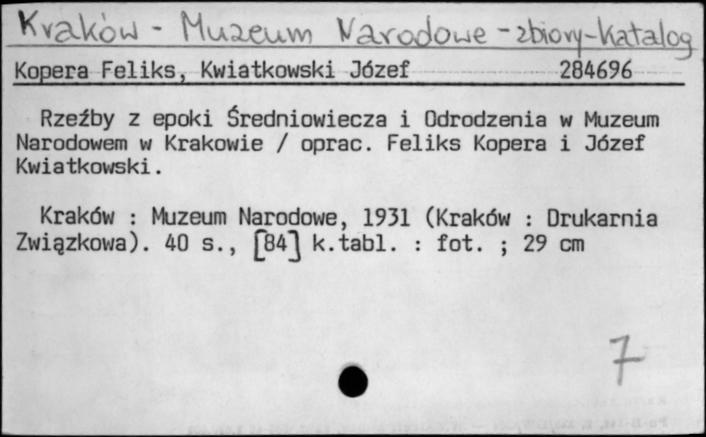 Kraków - Muzeum Narodowe - zbiory - katalog
Kopera Feliks, Kwiatkowski Józef 284696
Rzeźby z epoki Średniowiecza i Odrodzenia w Muzeum
Narodowem w Krakowie / oprac. Feliks Kopera i Józef
Kwiatkowski.
Kraków : Muzeum Narodowe, 1931 (Kraków : Drukarnia
Związkowa). 40 s., [84] k.tabl. : fot. ; 29 cm
7